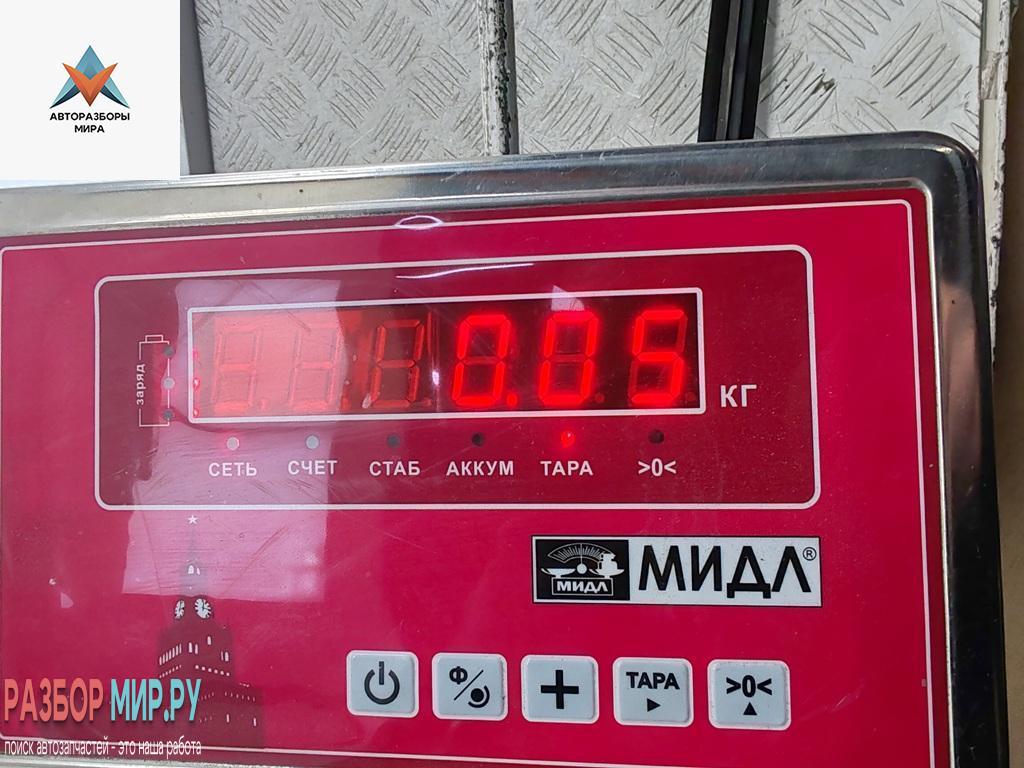 АВТОРАЗБОРЫ
МИРА
заряд
0.05 КГ
СЕТЬ СЧЕТ СТАБ АККУМ ТАРА >0<
МИДЛ МИДЛ®
Ф ТАРА >0<
РАЗБОР МИР.РУ
поиск автозапчастей - это наша работа